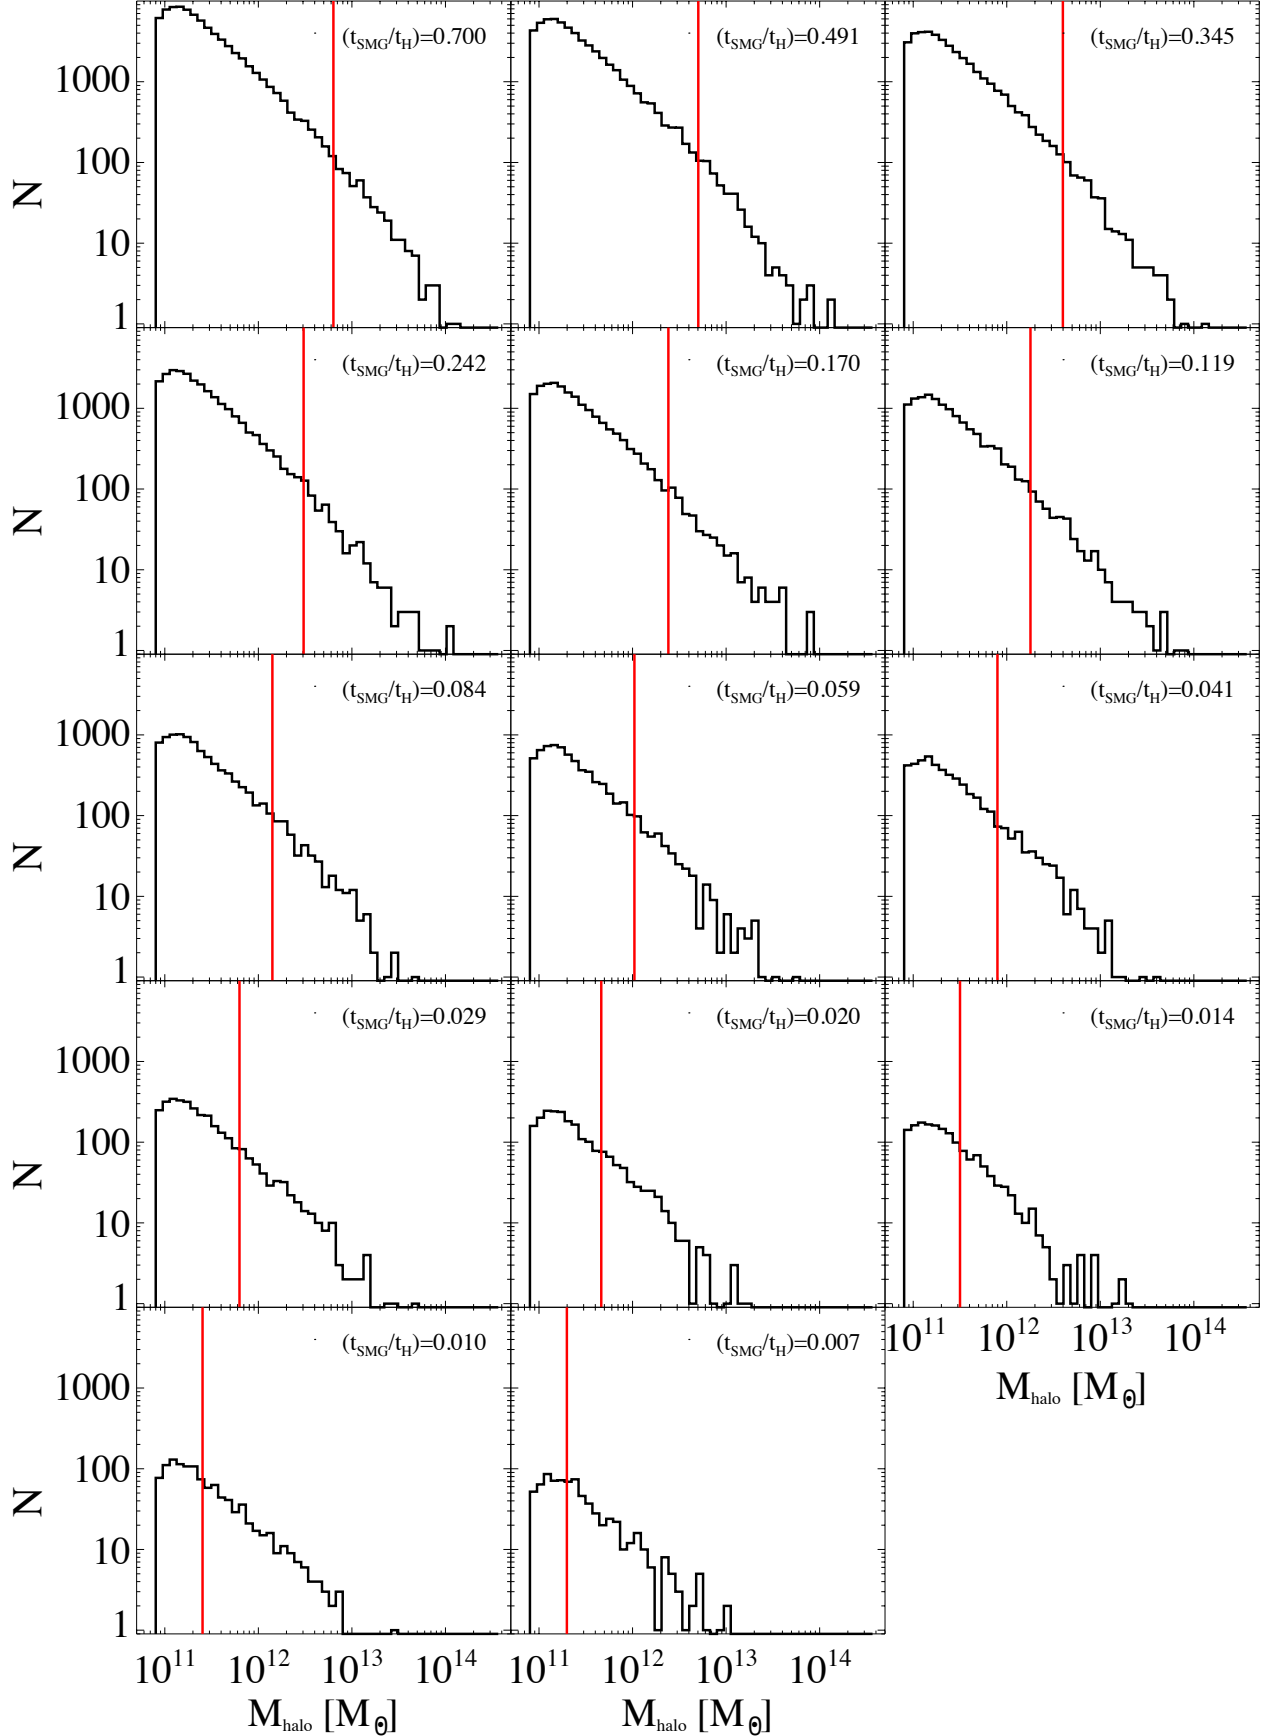 (t_SMG/t_H)=0.700 (t_SMG/t_H)=0.491 (t_SMG/t_H)=0.345
1000
100
10
1
N
(t_SMG/t_H)=0.242 (t_SMG/t_H)=0.170 (t_SMG/t_H)=0.119
1000
100
10
1
N
(t_SMG/t_H)=0.084 (t_SMG/t_H)=0.059 (t_SMG/t_H)=0.041
1000
100
10
1
N
(t_SMG/t_H)=0.029 (t_SMG/t_H)=0.020 (t_SMG/t_H)=0.014
1000
100
10
1
N
10^11 10^12 10^13 10^14
M_halo [M_⊙]
(t_SMG/t_H)=0.010 (t_SMG/t_H)=0.007
1000
100
10
1
N
10^11 10^12 10^13 10^14 10^11 10^12 10^13 10^14
M_halo [M_⊙] M_halo [M_⊙]